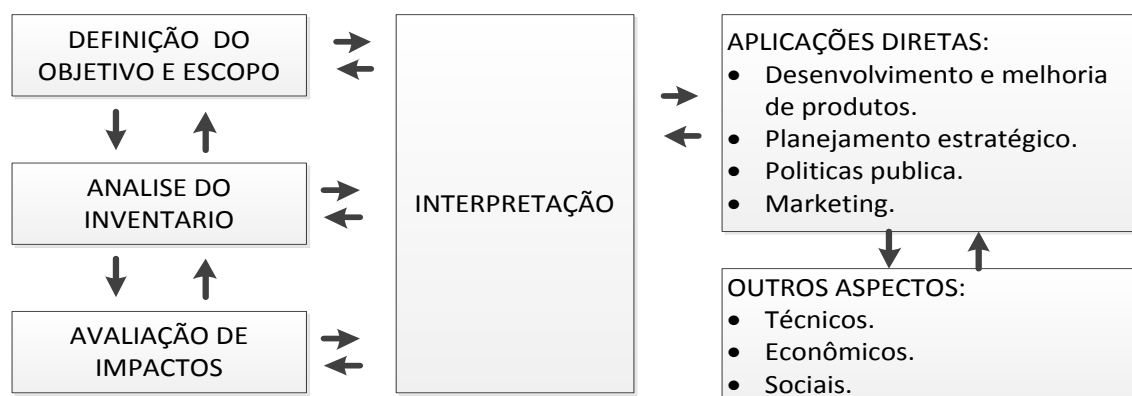 DEFINIÇÃO DO
OBJETIVO E ESCOPO
ANALISE DO
INVENTARIO
AVALIAÇÃO DE
IMPACTOS
INTERPRETAÇÃO
APLICAÇÕES DIRETAS:
• Desenvolvimento e melhoria
de produtos.
• Planejamento estratégico.
• Politicas publica.
• Marketing.
OUTROS ASPECTOS:
• Técnicos.
• Econômicos.
• Sociais.